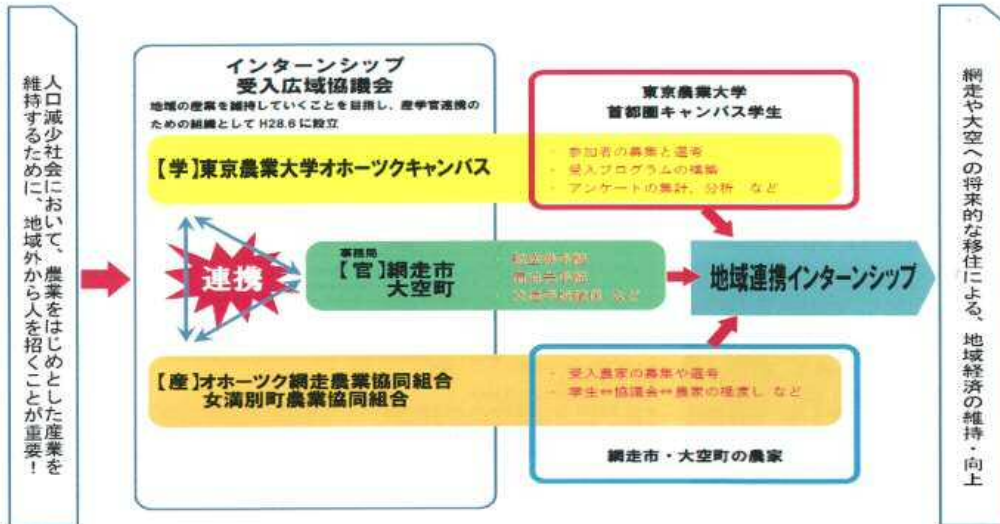 人口減少社会において、農業をはじめとした産業を
維持するために、地域外から人を招くことが重要!
インターンシップ
受入広域協議会
地域の産業を維持していくことを目指し、産学官連携の
ための組織としてH28.6に設立
【学】東京農業大学オホーツクキャンパス
東京農業大学
首都圏キャンパス学生
・ 参加者の募集と選考
・ 受入プログラムの構築
・ アンケートの集計、分析 など
連携
事務局
【官】網走市
大空町
など
地域連携インターンシップ
【産】オホーツク網走農業協同組合
女満別町農業協同組合
・ 受入農家の募集や選考
・ 学生⇔協議会⇔農家の橋渡し など
網走市・大空町の農家
網走や大空への将来的な移住による、地域経済の維持・向上